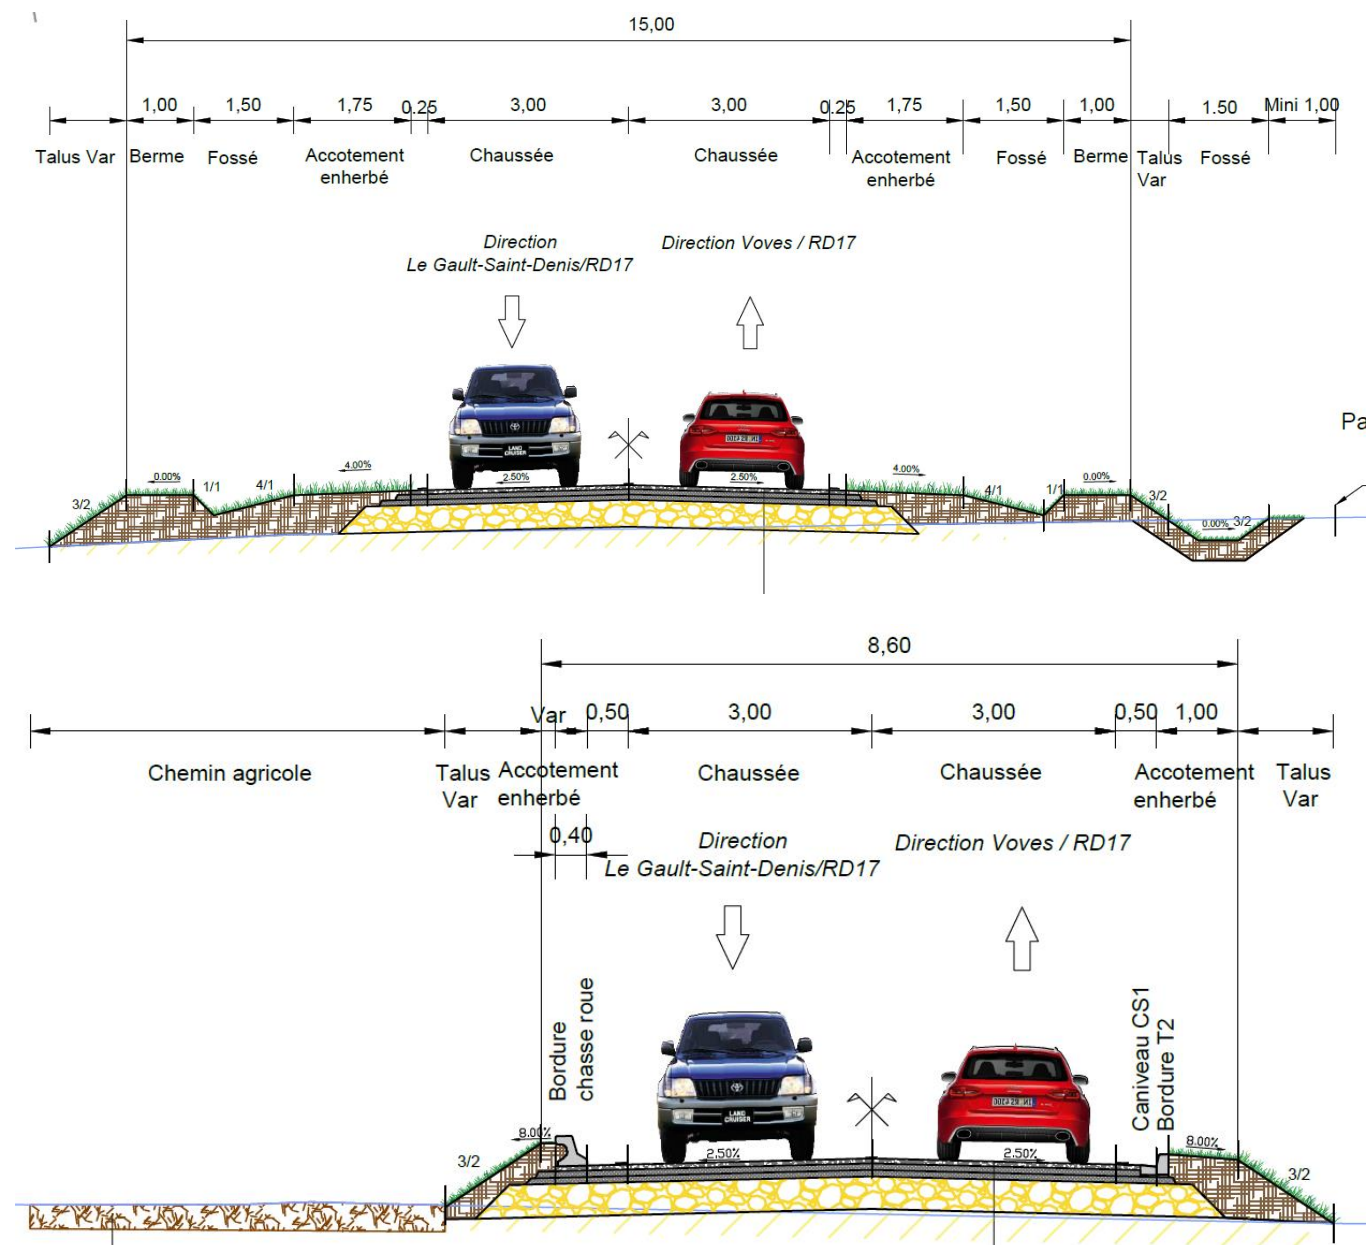 15,00
1,00 1,50 1,75 0.25 3,00 3,00 0.25 1,75 1,50 1,00 1.50 Mini 1,00
Talus Var Berme Fossé Accotement Chaussée Chaussée Accotement Fossé Berme Talus Fossé
enherbé enherbé Var
Direction Direction Voves / RD17
Le Gault-Saint-Denis/RD17
Pa
LAND
CRUISER
3/2 0.00% 1/1 4/1 4.00% 2.50% 2.50% 4.00% 4/1 1/1 0.00% 3/2 0.00% 3/2
8,60
Var 0,50 3,00 3,00 0,50 1,00
Chemin agricole Talus Accotement Chaussée Chaussée Accotement Talus
Var enherbé enherbé Var
0,40
Direction Direction Voves / RD17
Le Gault-Saint-Denis/RD17
Bordure
chasse roue
Caniveau CS1
Bordure T2
LAND
CRUISER
3/2 8.00% 2.50% 2.50% 8.00% 3/2